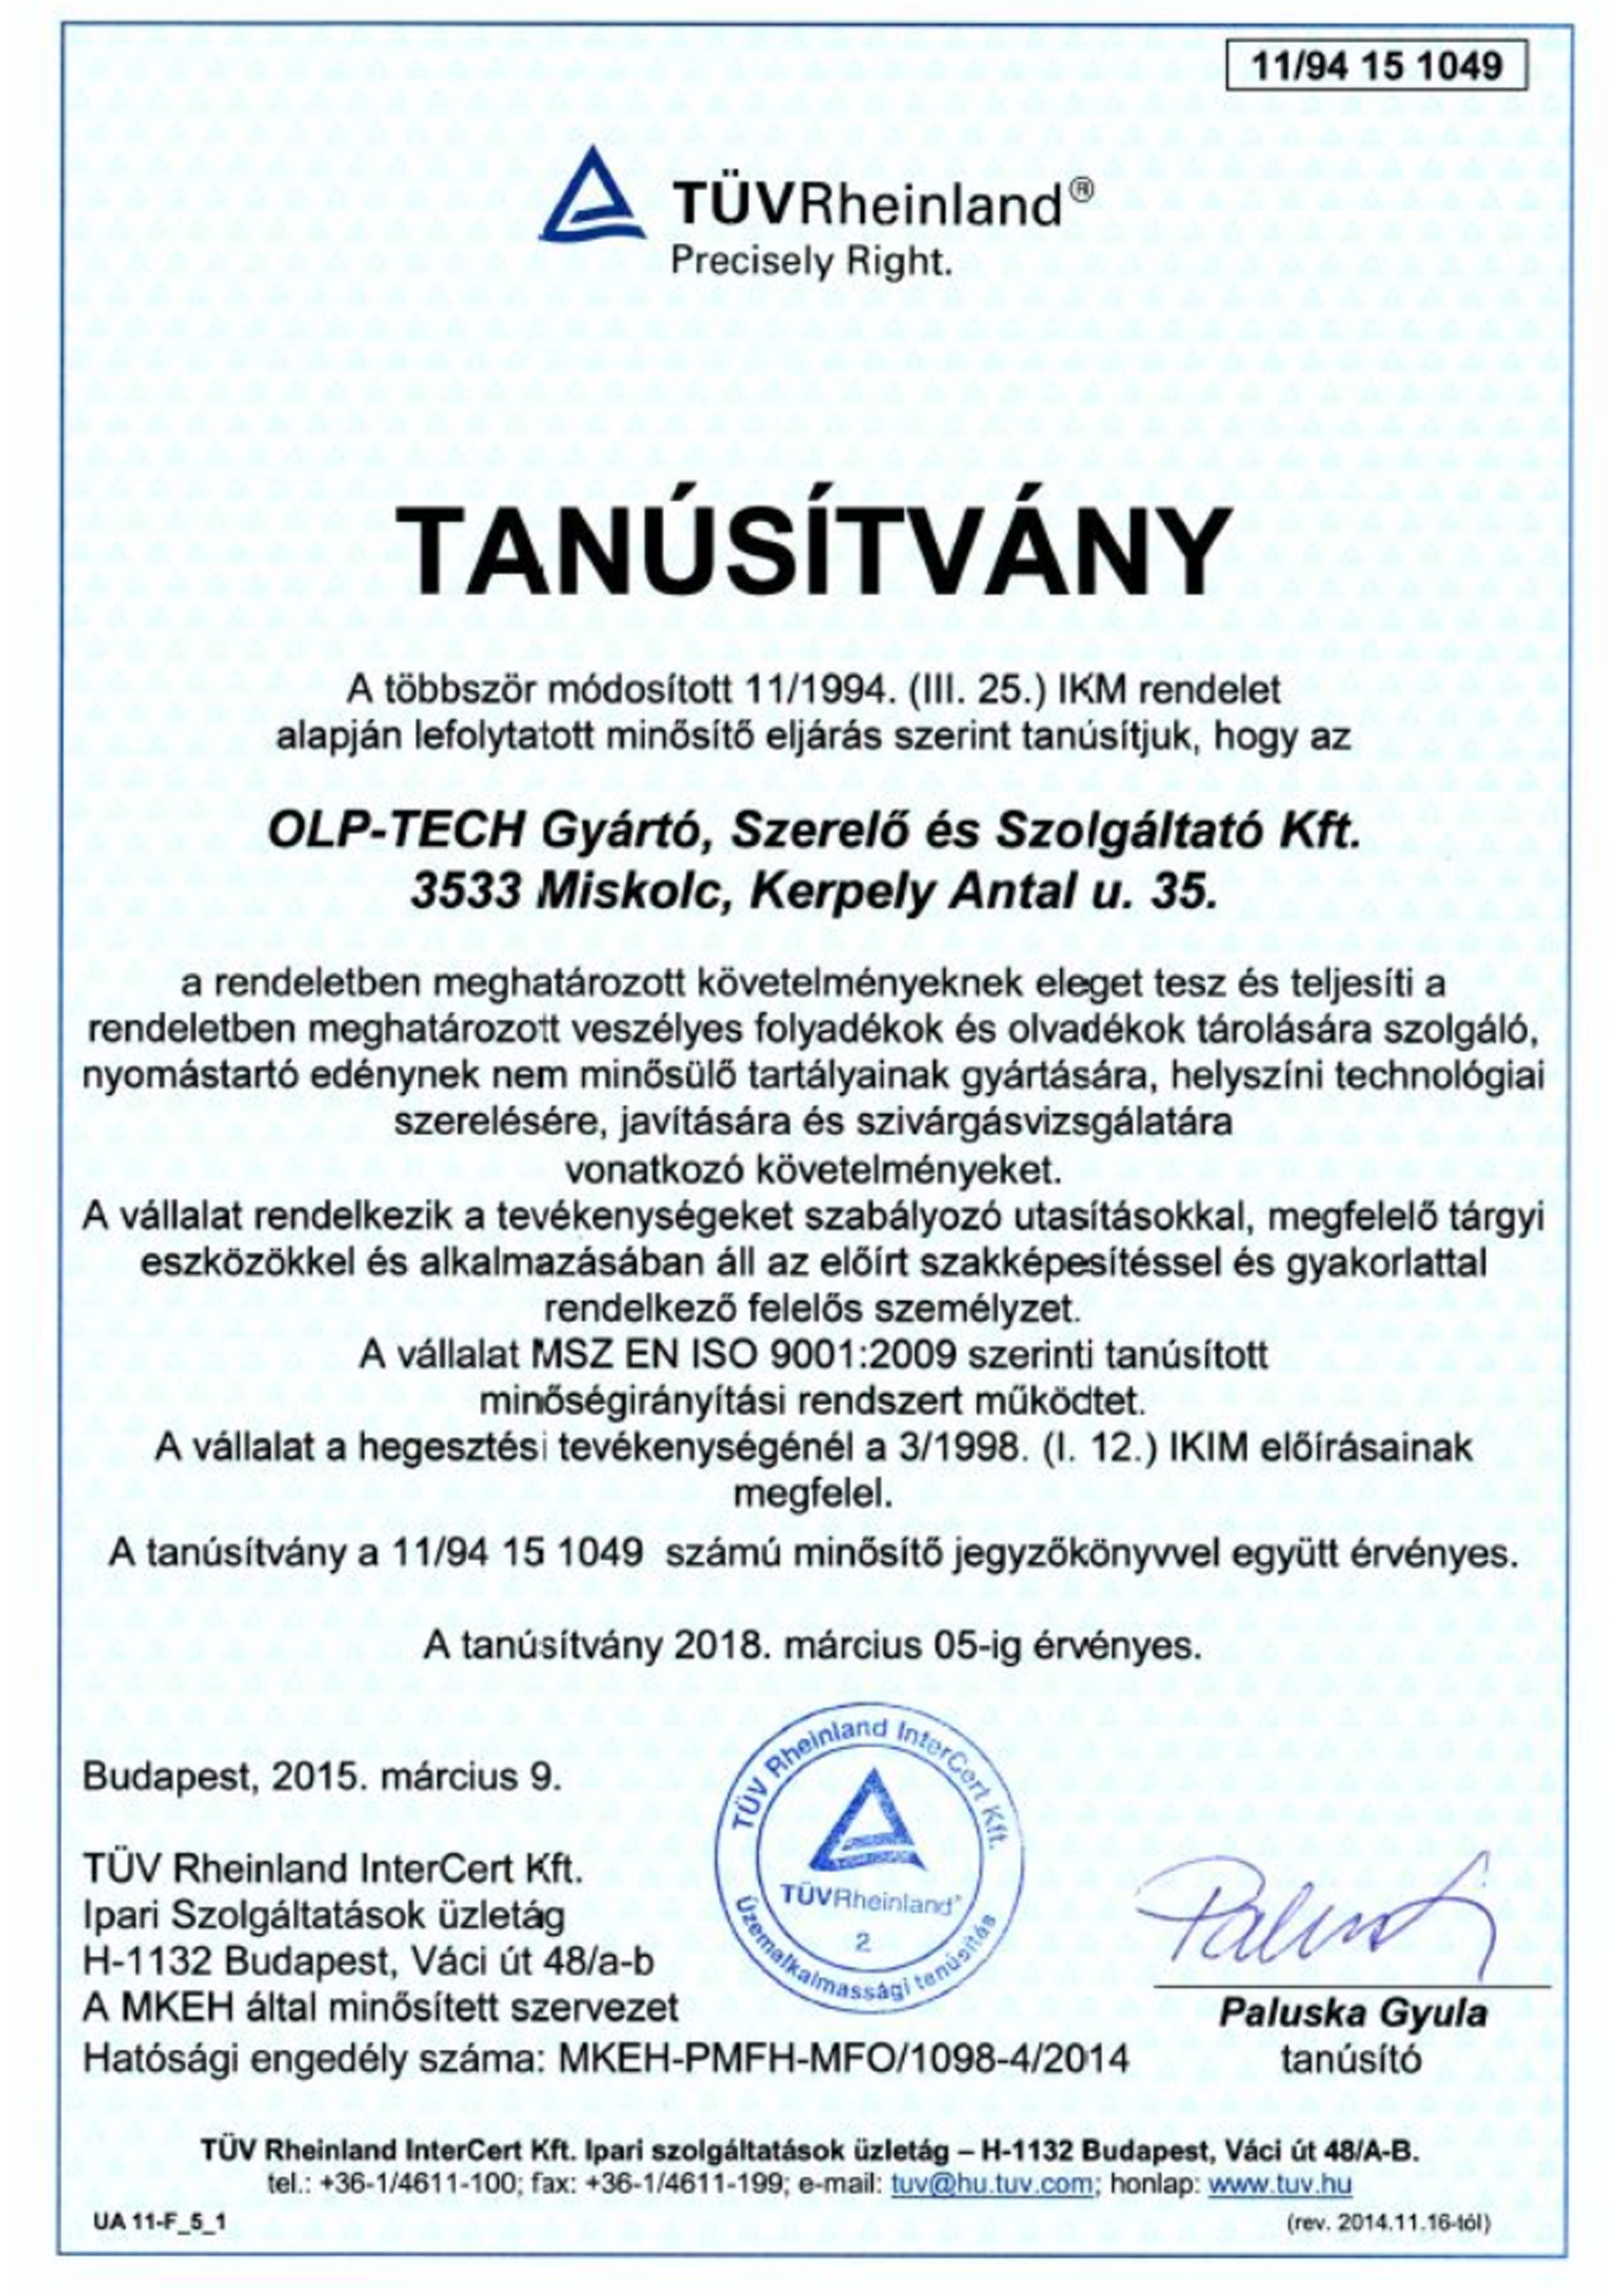 11/94 15 1049
TÜVRheinland®
Precisely Right.
TANÚSÍTVÁNY
A többször módosított 11/1994. (III. 25.) IKM rendelet
alapján lefolytatott minősítő eljárás szerint tanúsítjuk, hogy az
OLP-TECH Gyártó, Szerelő és Szolgáltató Kft.
3533 Miskolc, Kerpely Antal u. 35.
a rendeletben meghatározott követelményeknek eleget tesz és teljesíti a
rendeletben meghatározott veszélyes folyadékok és olvadékok tárolására szolgáló,
nyomástartó edénynek nem minősülő tartályainak gyártására, helyszíni technológiai
szerelésére, javítására és szivárgásvizsgálatára
vonatkozó követelményeket.
A vállalat rendelkezik a tevékenységeket szabályozó utasításokkal, megfelelő tárgyi
eszközökkel és alkalmazásában áll az előírt szakképesítéssel és gyakorlattal
rendelkező felelős személyzet.
A vállalat MSZ EN ISO 9001:2009 szerinti tanúsított
minőségirányítási rendszert működtet.
A vállalat a hegesztési tevékenységénél a 3/1998. (I. 12.) IKIM előírásainak
megfelel.
A tanúsítvány a 11/94 15 1049 számú minősítő jegyzőkönyvvel együtt érvényes.
A tanúsítvány 2018. március 05-ig érvényes.
Budapest, 2015. március 9.
TÜV Rheinland InterCert Kft.
TÜVRheinland®
2
Üzemalkalmassági tanúsítás
TÜV Rheinland InterCert Kft.
Ipari Szolgáltatások üzletág
H-1132 Budapest, Váci út 48/a-b
A MKEH által minősített szervezet
Hatósági engedély száma: MKEH-PMFH-MFO/1098-4/2014
Paluska Gyula
tanúsító
TÜV Rheinland InterCert Kft. Ipari szolgáltatások üzletág – H-1132 Budapest, Váci út 48/A-B.
tel.: +36-1/4611-100; fax: +36-1/4611-199; e-mail: tuv@hu.tuv.com; honlap: www.tuv.hu
UA 11-F_5_1
(rev. 2014.11.16-tól)